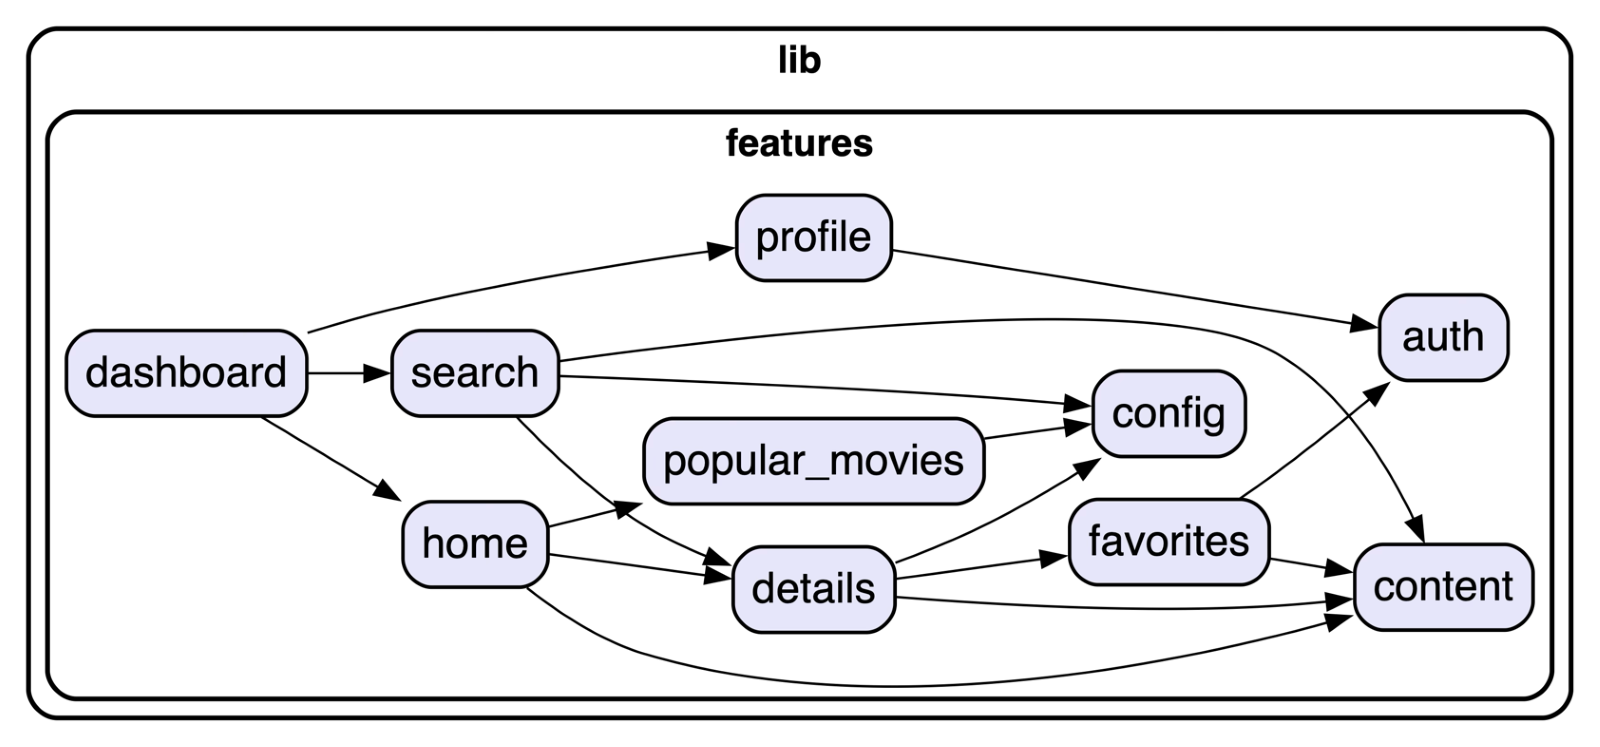 lib
features
profile
auth
dashboard
search
config
popular_movies
home
favorites
details
content